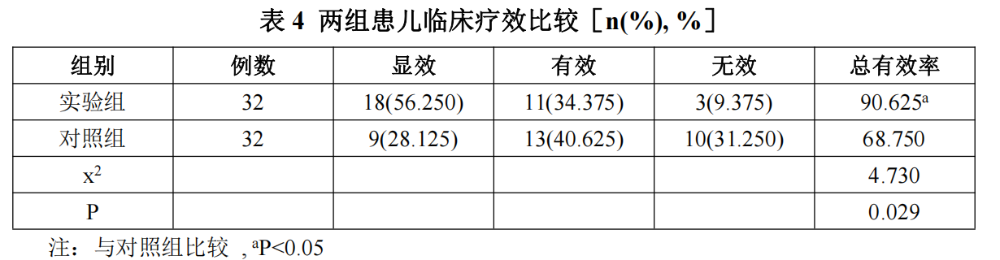 表 4 两组患儿临床疗效比较［n(%), %］
组别 例数 显效 有效 无效 总有效率
实验组 32 18(56.250) 11(34.375) 3(9.375) 90.625ᵃ
对照组 32 9(28.125) 13(40.625) 10(31.250) 68.750
x² 4.730
P 0.029
注：与对照组比较 , ᵃP<0.05